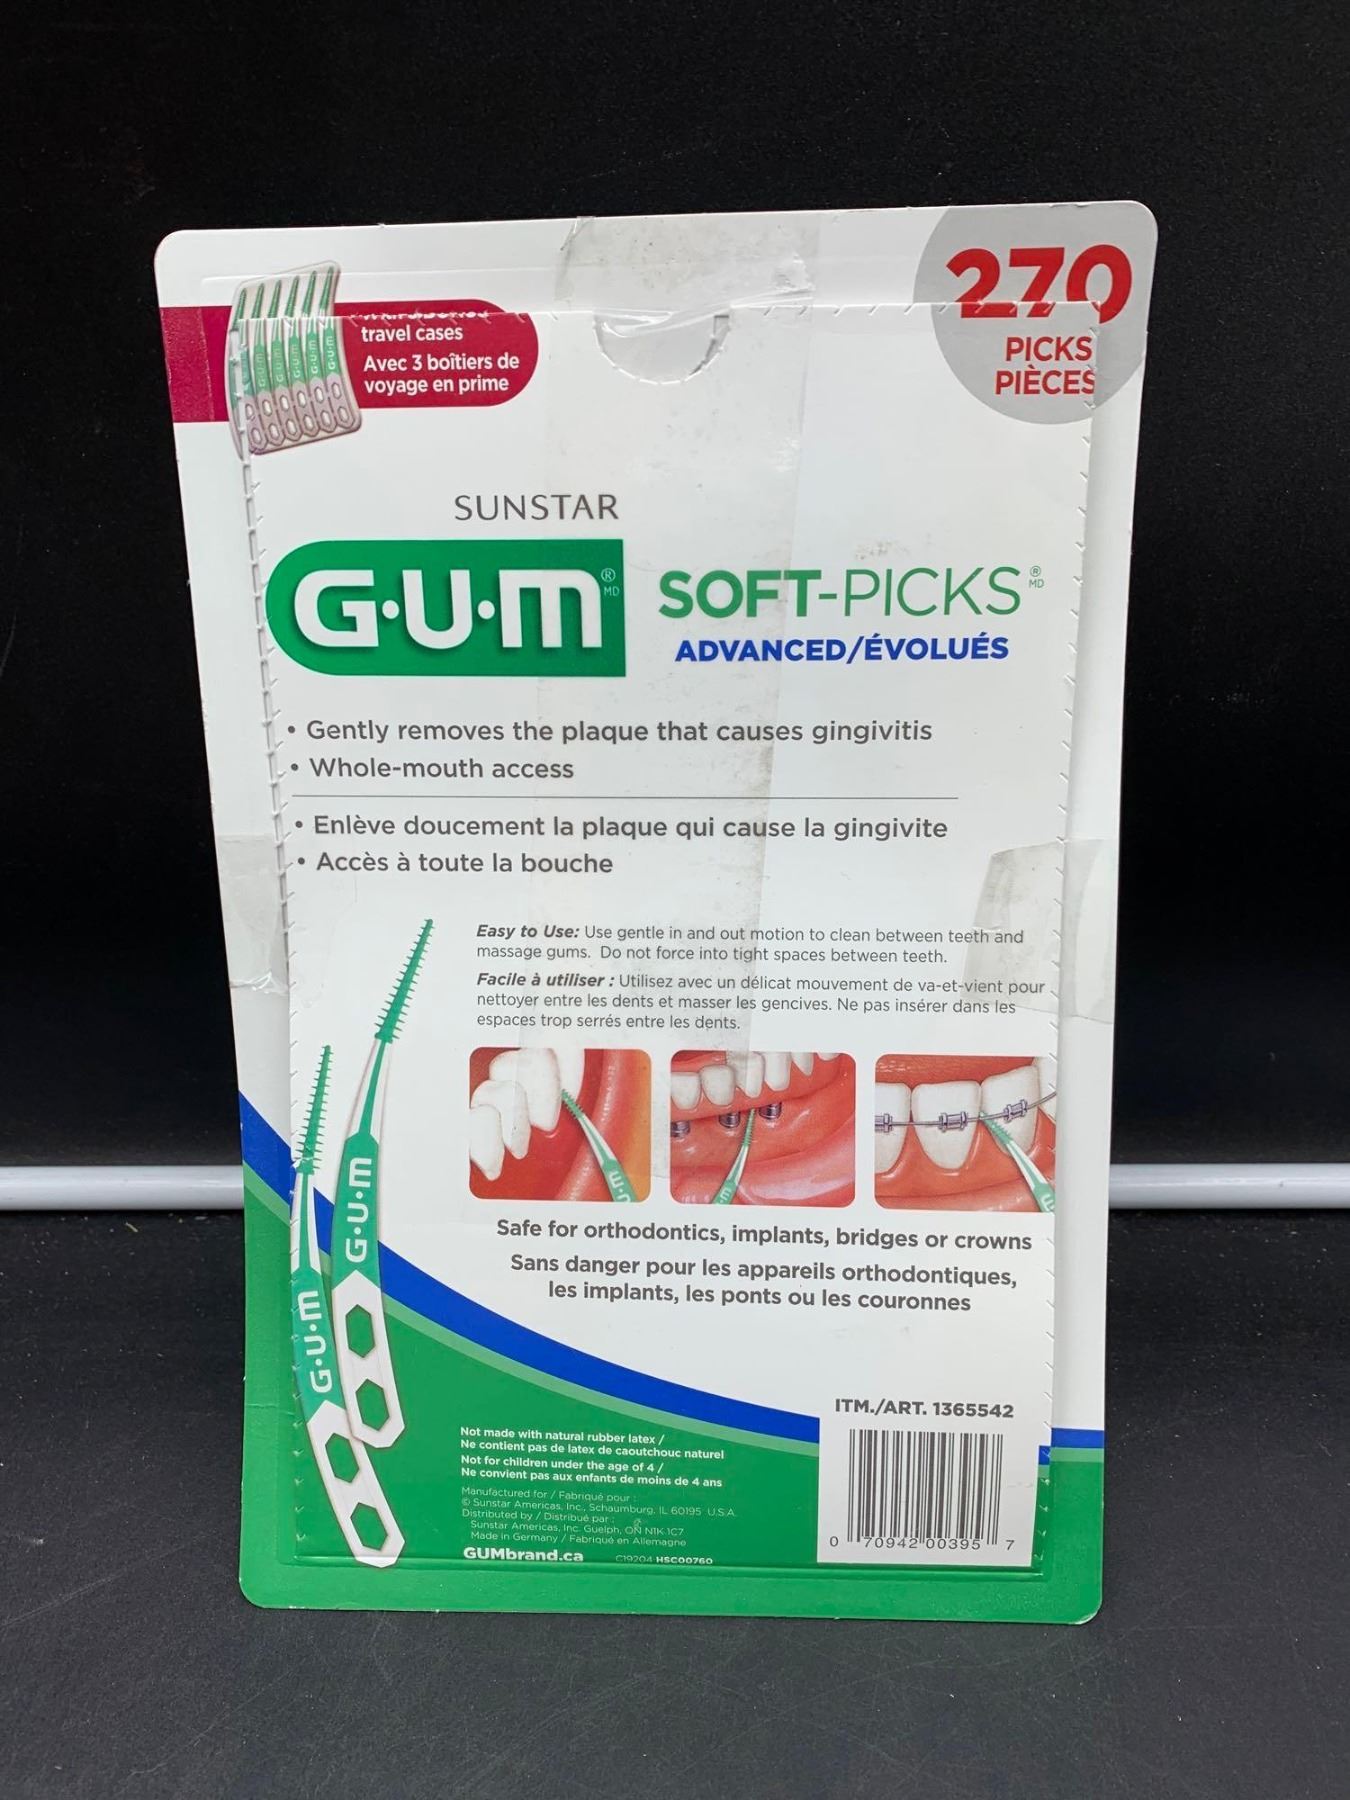 270
PICKS
PIÈCES
travel cases
Avec 3 boîtiers de
voyage en prime
G·U·M G·U·M G·U·M G·U·M G·U·M
SUNSTAR
G·U·M® MD
SOFT-PICKS® MD
ADVANCED/ÉVOLUÉS
• Gently removes the plaque that causes gingivitis
• Whole-mouth access
• Enlève doucement la plaque qui cause la gingivite
• Accès à toute la bouche
Easy to Use: Use gentle in and out motion to clean between teeth and
massage gums. Do not force into tight spaces between teeth.
Facile à utiliser : Utilisez avec un délicat mouvement de va-et-vient pour
nettoyer entre les dents et masser les gencives. Ne pas insérer dans les
espaces trop serrés entre les dents.
G·U·M
G·U·M
Safe for orthodontics, implants, bridges or crowns
Sans danger pour les appareils orthodontiques,
les implants, les ponts ou les couronnes
ITM./ART. 1365542
0 70942 00395 7
Not made with natural rubber latex /
Ne contient pas de latex de caoutchouc naturel
Not for children under the age of 4 /
Ne convient pas aux enfants de moins de 4 ans
Manufactured for / Fabriqué pour :
© Sunstar Americas, Inc., Schaumburg, IL 60195 U.S.A.
Distributed by / Distribué par :
Sunstar Americas, Inc. Guelph, ON N1K 1C7
Made in Germany / Fabriqué en Allemagne
GUMbrand.ca C19204 HSC00760